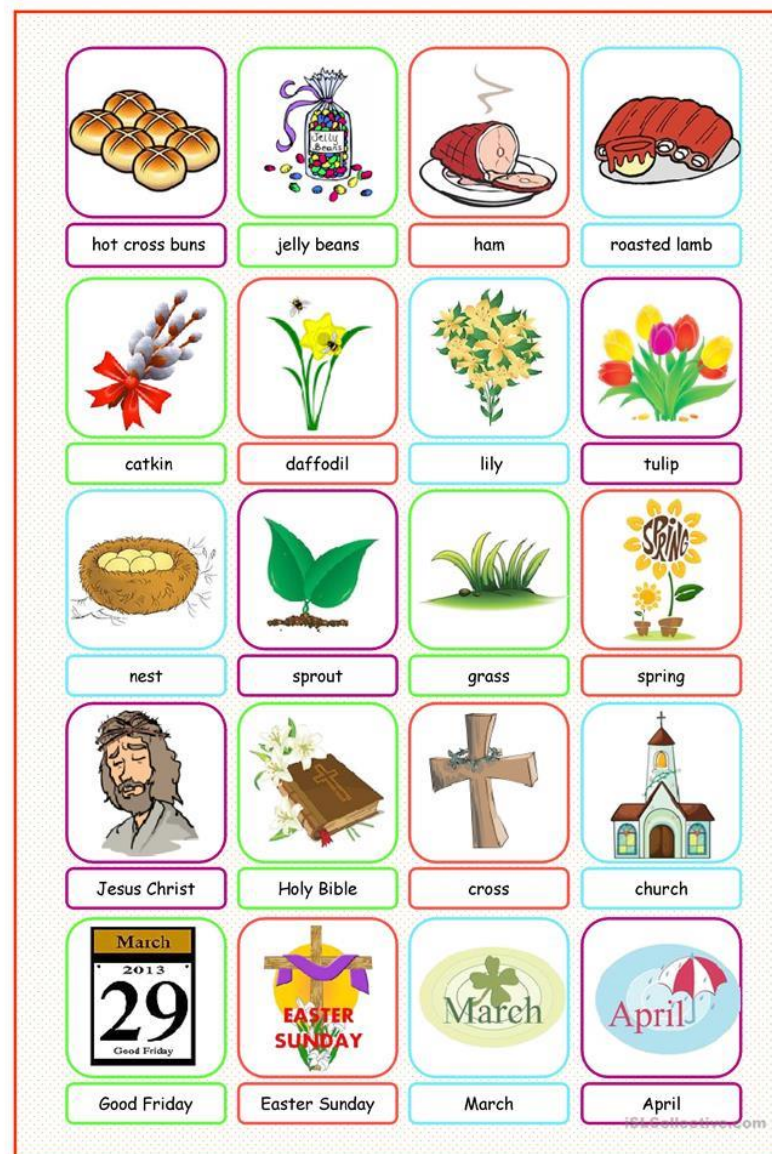 Jelly
Beans
hot cross buns
jelly beans
ham
roasted lamb
catkin
daffodil
lily
tulip
SPRING
nest
sprout
grass
spring
Jesus Christ
Holy Bible
cross
church
March
2013
29
Good Friday
EASTER
SUNDAY
March
April
Good Friday
Easter Sunday
March
April
iSLCollective.com